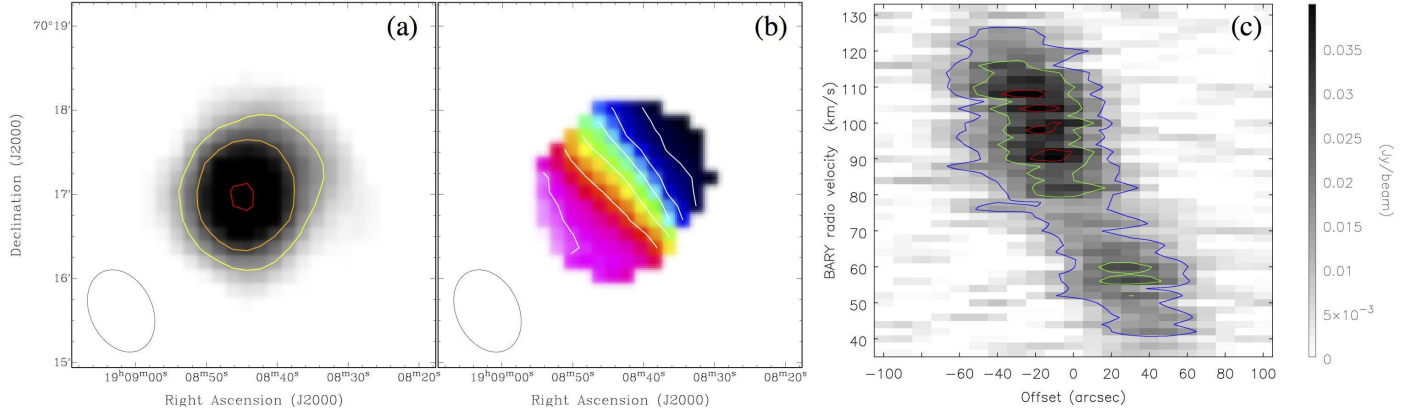 (a)
70 19'
18'
17'
16'
15'
Declination (J2000)
19h09m00s 08m50s 08m40s 08m30s 08m20s
Right Ascension (J2000)
(b)
19h09m00s 08m50s 08m40s 08m30s 08m20s
Right Ascension (J2000)
(c)
130
120
110
100
90
80
70
60
50
40
BARY radio velocity (km/s)
-100 -60 -40 -20 0 20 40 60 80 100
Offset (arcsec)
0.035
0.03
0.025
0.02
0.015
0.01
5×10⁻³
0
(Jy/beam)